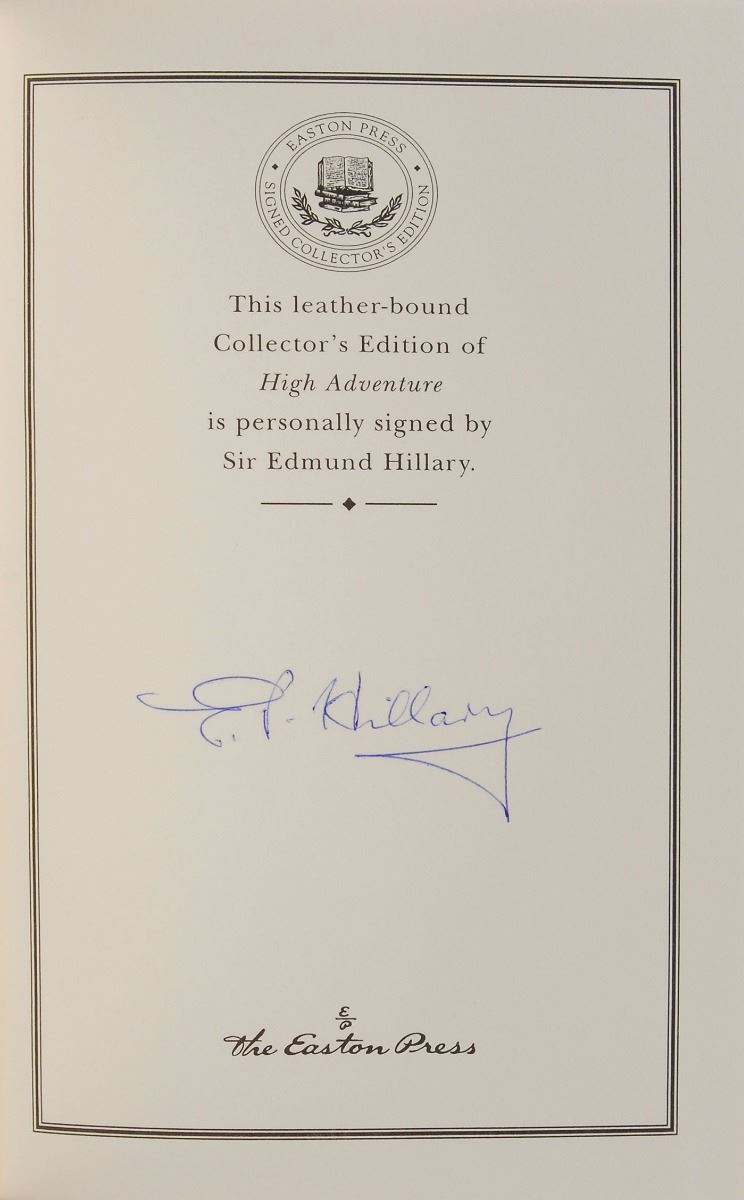 EASTON PRESS
SIGNED COLLECTOR'S EDITION
This leather-bound
Collector's Edition of
High Adventure
is personally signed by
Sir Edmund Hillary.
E.P. Hillary
E
P
The Easton Press